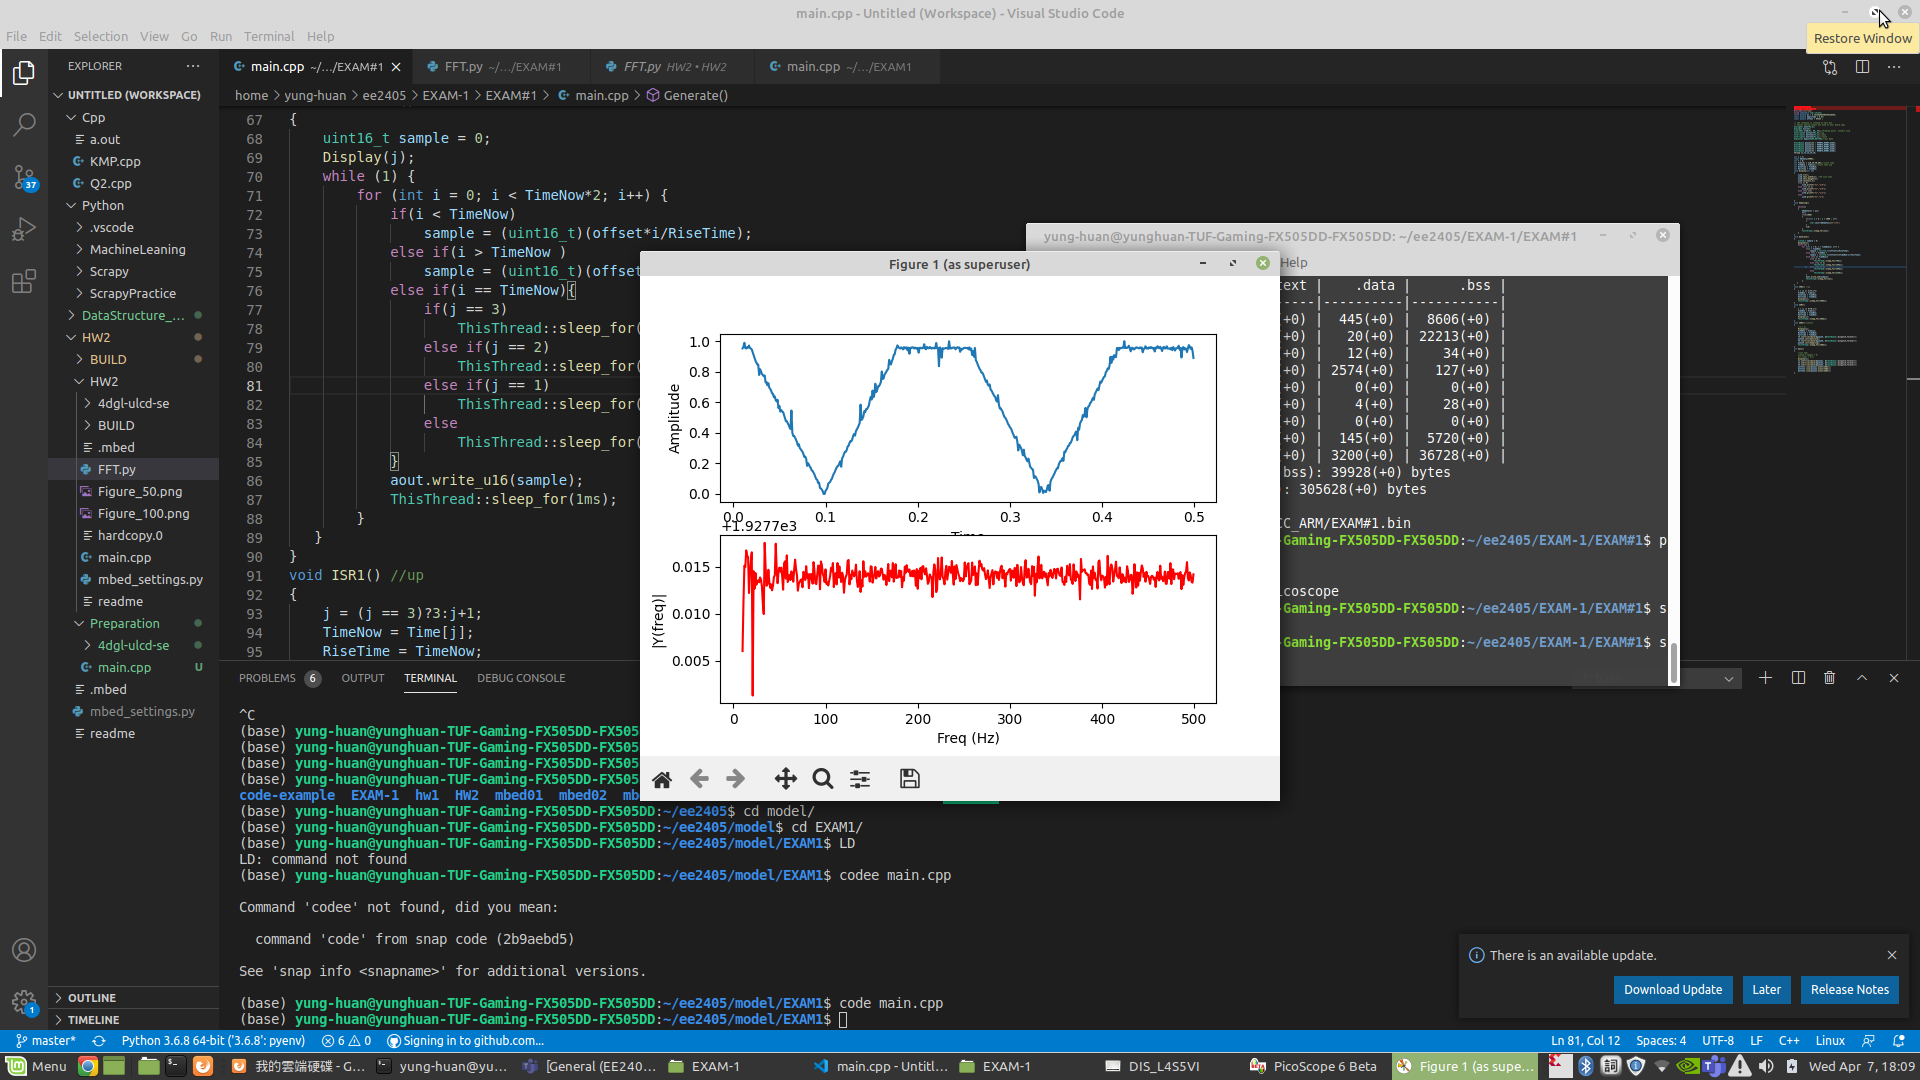 main.cpp - Untitled (Workspace) - Visual Studio Code
File Edit Selection View Go Run Terminal Help
Restore Window
EXPLORER
main.cpp ~/.../EXAM#1
FFT.py ~/.../EXAM#1
FFT.py HW2 • HW2
main.cpp ~/.../EXAM1
home > yung-huan > ee2405 > EXAM-1 > EXAM#1 > main.cpp > Generate()
UNTITLED (WORKSPACE)
Cpp
a.out
KMP.cpp
Q2.cpp
Python
.vscode
MachineLeaning
Scrapy
ScrapyPractice
DataStructure_...
HW2
BUILD
HW2
4dgl-ulcd-se
BUILD
.mbed
FFT.py
Figure_50.png
Figure_100.png
hardcopy.0
main.cpp
mbed_settings.py
readme
Preparation
4dgl-ulcd-se
main.cpp U
.mbed
mbed_settings.py
readme
OUTLINE
TIMELINE
37
1
67 {
68 uint16_t sample = 0;
69 Display(j);
70 while (1) {
71 for (int i = 0; i < TimeNow*2; i++) {
72 if(i < TimeNow)
73 sample = (uint16_t)(offset*i/RiseTime);
74 else if(i > TimeNow )
75 sample = (uint16_t)(offset
76 else if(i == TimeNow){
77 if(j == 3)
78 ThisThread::sleep_for(
79 else if(j == 2)
80 ThisThread::sleep_for(
81 else if(j == 1)
82 ThisThread::sleep_for(
83 else
84 ThisThread::sleep_for(
85 }
86 aout.write_u16(sample);
87 ThisThread::sleep_for(1ms);
88 }
89 }
90 }
91 void ISR1() //up
92 {
93 j = (j == 3)?3:j+1;
94 TimeNow = Time[j];
95 RiseTime = TimeNow;
yung-huan@yunghuan-TUF-Gaming-FX505DD-FX505DD: ~/ee2405/EXAM-1/EXAM#1
Help
text | .data | .bss |
-----|----------|-----------|
(+0) | 445(+0) | 8606(+0) |
(+0) | 20(+0) | 22213(+0) |
(+0) | 12(+0) | 34(+0) |
(+0) | 2574(+0) | 127(+0) |
(+0) | 0(+0) | 0(+0) |
(+0) | 4(+0) | 28(+0) |
(+0) | 0(+0) | 0(+0) |
(+0) | 145(+0) | 5720(+0) |
(+0) | 3200(+0) | 36728(+0) |
bss): 39928(+0) bytes
: 305628(+0) bytes
CC_ARM/EXAM#1.bin
-Gaming-FX505DD-FX505DD:~/ee2405/EXAM-1/EXAM#1$ p
coscope
-Gaming-FX505DD-FX505DD:~/ee2405/EXAM-1/EXAM#1$ s
-Gaming-FX505DD-FX505DD:~/ee2405/EXAM-1/EXAM#1$ s
Figure 1 (as superuser)
1.0
0.8
0.6
0.4
0.2
0.0
Amplitude
0.0 0.1 0.2 0.3 0.4 0.5
Time
+1.9277e3
0.015
0.010
0.005
|Y(freq)|
0 100 200 300 400 500
Freq (Hz)
PROBLEMS 6 OUTPUT TERMINAL DEBUG CONSOLE
^C
(base) yung-huan@yunghuan-TUF-Gaming-FX505DD-FX505
(base) yung-huan@yunghuan-TUF-Gaming-FX505DD-FX505
(base) yung-huan@yunghuan-TUF-Gaming-FX505DD-FX505
(base) yung-huan@yunghuan-TUF-Gaming-FX505DD-FX505
code-example EXAM-1 hw1 HW2 mbed01 mbed02 mb
(base) yung-huan@yunghuan-TUF-Gaming-FX505DD-FX505DD:~/ee2405$ cd model/
(base) yung-huan@yunghuan-TUF-Gaming-FX505DD-FX505DD:~/ee2405/model$ cd EXAM1/
(base) yung-huan@yunghuan-TUF-Gaming-FX505DD-FX505DD:~/ee2405/model/EXAM1$ LD
LD: command not found
(base) yung-huan@yunghuan-TUF-Gaming-FX505DD-FX505DD:~/ee2405/model/EXAM1$ codee main.cpp
Command 'codee' not found, did you mean:
command 'code' from snap code (2b9aebd5)
See 'snap info <snapname>' for additional versions.
(base) yung-huan@yunghuan-TUF-Gaming-FX505DD-FX505DD:~/ee2405/model/EXAM1$ code main.cpp
(base) yung-huan@yunghuan-TUF-Gaming-FX505DD-FX505DD:~/ee2405/model/EXAM1$
There is an available update.
Download Update Later Release Notes
master* Python 3.6.8 64-bit ('3.6.8': pyenv) 6 0 Signing in to github.com...
Ln 81, Col 12 Spaces: 4 UTF-8 LF C++ Linux
Menu
我的雲端硬碟 - G...
yung-huan@yu...
[General (EE240...
EXAM-1
main.cpp - Untitl...
EXAM-1
DIS_L4S5VI
PicoScope 6 Beta
Figure 1 (as supe...
詞
Wed Apr 7, 18:09